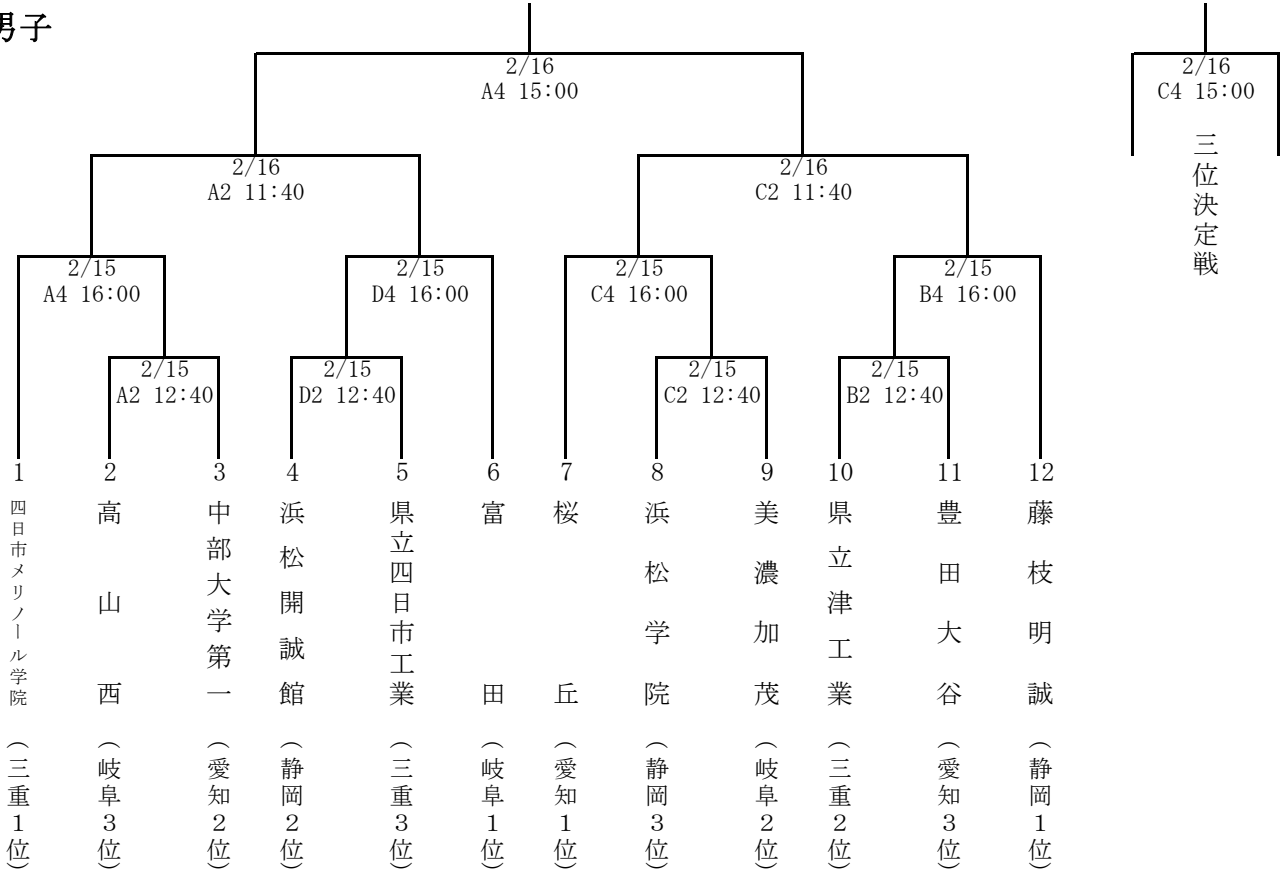 男子
2/16
A4 15:00
2/16
C4 15:00
三位決定戦
2/16
A2 11:40
2/16
C2 11:40
2/15
A4 16:00
2/15
D4 16:00
2/15
C4 16:00
2/15
B4 16:00
2/15
A2 12:40
2/15
D2 12:40
2/15
C2 12:40
2/15
B2 12:40
1
四日市メリノール学院
(三重1位)
2
高山西
(岐阜3位)
3
中部大学第一
(愛知2位)
4
浜松開誠館
(静岡2位)
5
県立四日市工業
(三重3位)
6
富田
(岐阜1位)
7
桜丘
(愛知1位)
8
浜松学院
(静岡3位)
9
美濃加茂
(岐阜2位)
10
県立津工業
(三重2位)
11
豊田大谷
(愛知3位)
12
藤枝明誠
(静岡1位)